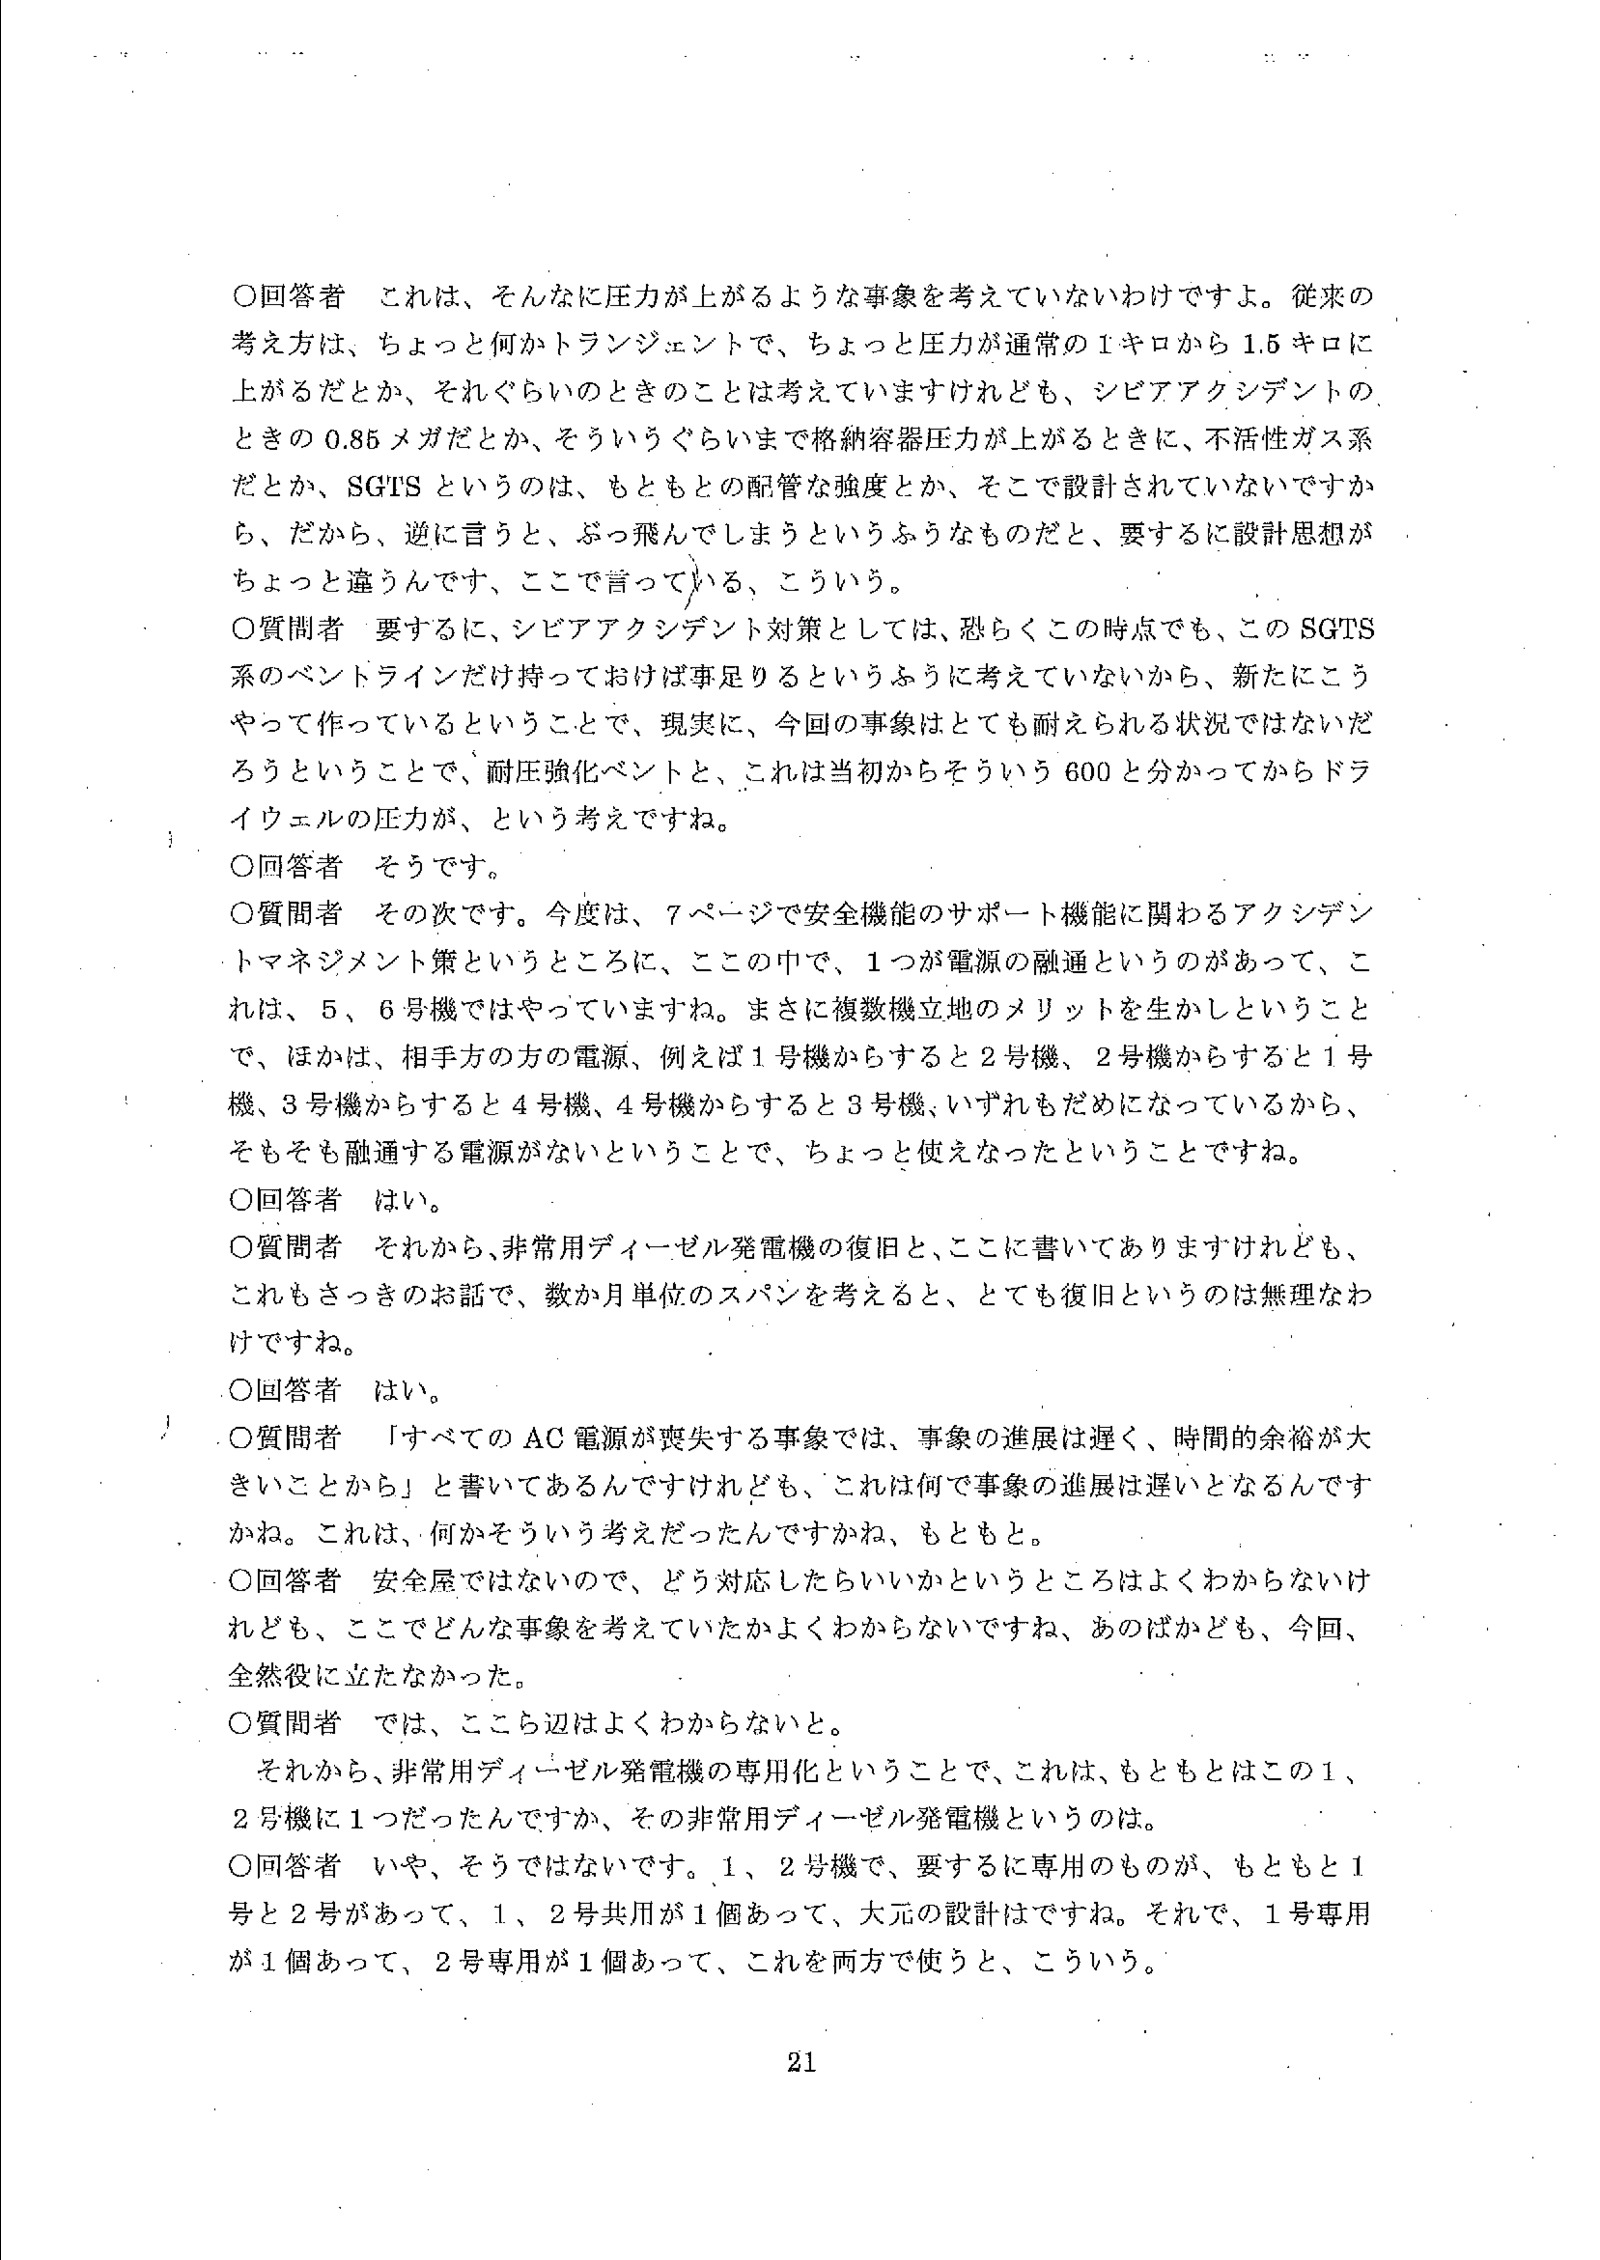 ○回答者　これは、そんなに圧力が上がるような事象を考えていないわけですよ。従来の
考え方は、ちょっと何かトランジェントで、ちょっと圧力が通常の1キロから 1.5 キロに
上がるだとか、それぐらいのときのことは考えていますけれども、シビアアクシデントの
ときの 0.85 メガだとか、そういうぐらいまで格納容器圧力が上がるときに、不活性ガス系
だとか、SGTS というのは、もともとの配管な強度とか、そこで設計されていないですか
ら、だから、逆に言うと、ぶっ飛んでしまうというふうなものだと、要するに設計思想が
ちょっと違うんです、ここで言っている、こういう。
○質問者　要するに、シビアアクシデント対策としては、恐らくこの時点でも、この SGTS
系のベントラインだけ持っておけば事足りるというふうに考えていないから、新たにこう
やって作っているということで、現実に、今回の事象はとても耐えられる状況ではないだ
ろうということで、耐圧強化ベントと、これは当初からそういう 600 と分かってからドラ
イウェルの圧力が、という考えですね。
○回答者　そうです。
○質問者　その次です。今度は、7ページで安全機能のサポート機能に関わるアクシデン
トマネジメント策というところに、ここの中で、1つが電源の融通というのがあって、こ
れは、5、6号機ではやっていますね。まさに複数機立地のメリットを生かしということ
で、ほかは、相手方の方の電源、例えば1号機からすると2号機、2号機からすると1号
機、3号機からすると4号機、4号機からすると3号機、いずれもだめになっているから、
そもそも融通する電源がないということで、ちょっと使えなったということですね。
○回答者　はい。
○質問者　それから、非常用ディーゼル発電機の復旧と、ここに書いてありますけれども、
これもさっきのお話で、数か月単位のスパンを考えると、とても復旧というのは無理なわ
けですね。
○回答者　はい。
○質問者　「すべての AC 電源が喪失する事象では、事象の進展は遅く、時間的余裕が大
きいことから」と書いてあるんですけれども、これは何で事象の進展は遅いとなるんです
かね。これは、何かそういう考えだったんですかね、もともと。
○回答者　安全屋ではないので、どう対応したらいいかというところはよくわからないけ
れども、ここでどんな事象を考えていたかよくわからないですね、あのばかども、今回、
全然役に立たなかった。
○質問者　では、ここら辺はよくわからないと。
　それから、非常用ディーゼル発電機の専用化ということで、これは、もともとはこの1、
2号機に1つだったんですか、その非常用ディーゼル発電機というのは。
○回答者　いや、そうではないです。1、2号機で、要するに専用のものが、もともと1
号と2号があって、1、2号共用が1個あって、大元の設計はですね。それで、1号専用
が1個あって、2号専用が1個あって、これを両方で使うと、こういう。
21